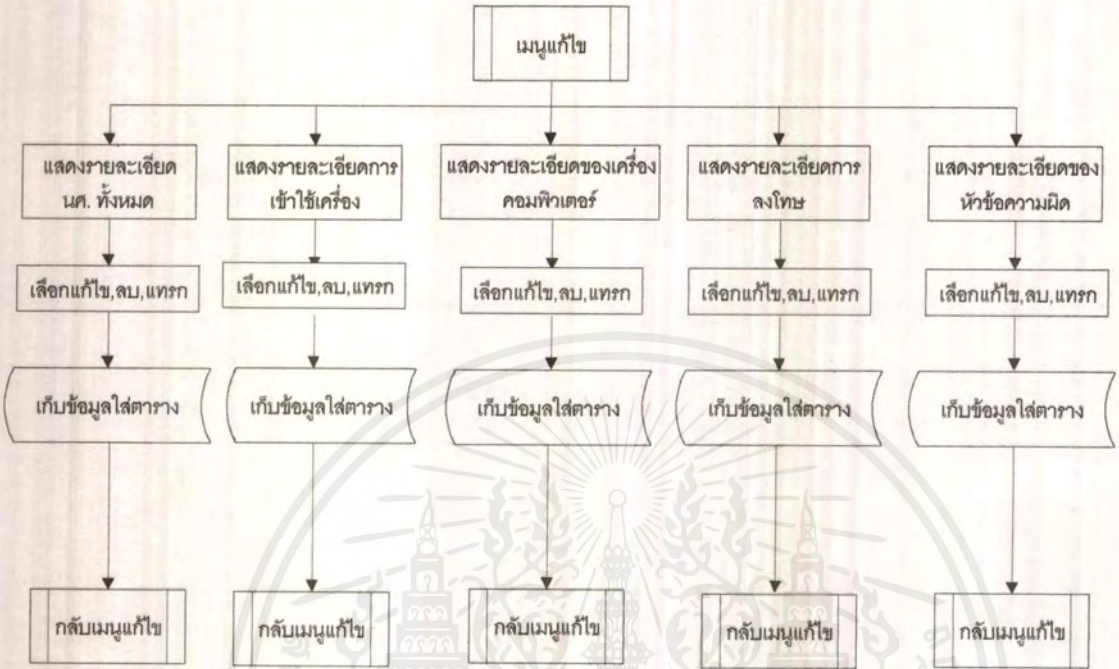 เมนูแก้ไข
แสดงรายละเอียด
นศ. ทั้งหมด
แสดงรายละเอียดการ
เข้าใช้เครื่อง
แสดงรายละเอียดของเครื่อง
คอมพิวเตอร์
แสดงรายละเอียดการ
ลงโทษ
แสดงรายละเอียดของ
หัวข้อความผิด
เลือกแก้ไข,ลบ,แทรก
เลือกแก้ไข,ลบ,แทรก
เลือกแก้ไข,ลบ,แทรก
เลือกแก้ไข,ลบ,แทรก
เลือกแก้ไข,ลบ,แทรก
เก็บข้อมูลใส่ตาราง
เก็บข้อมูลใส่ตาราง
เก็บข้อมูลใส่ตาราง
เก็บข้อมูลใส่ตาราง
เก็บข้อมูลใส่ตาราง
กลับเมนูแก้ไข
กลับเมนูแก้ไข
กลับเมนูแก้ไข
กลับเมนูแก้ไข
กลับเมนูแก้ไข